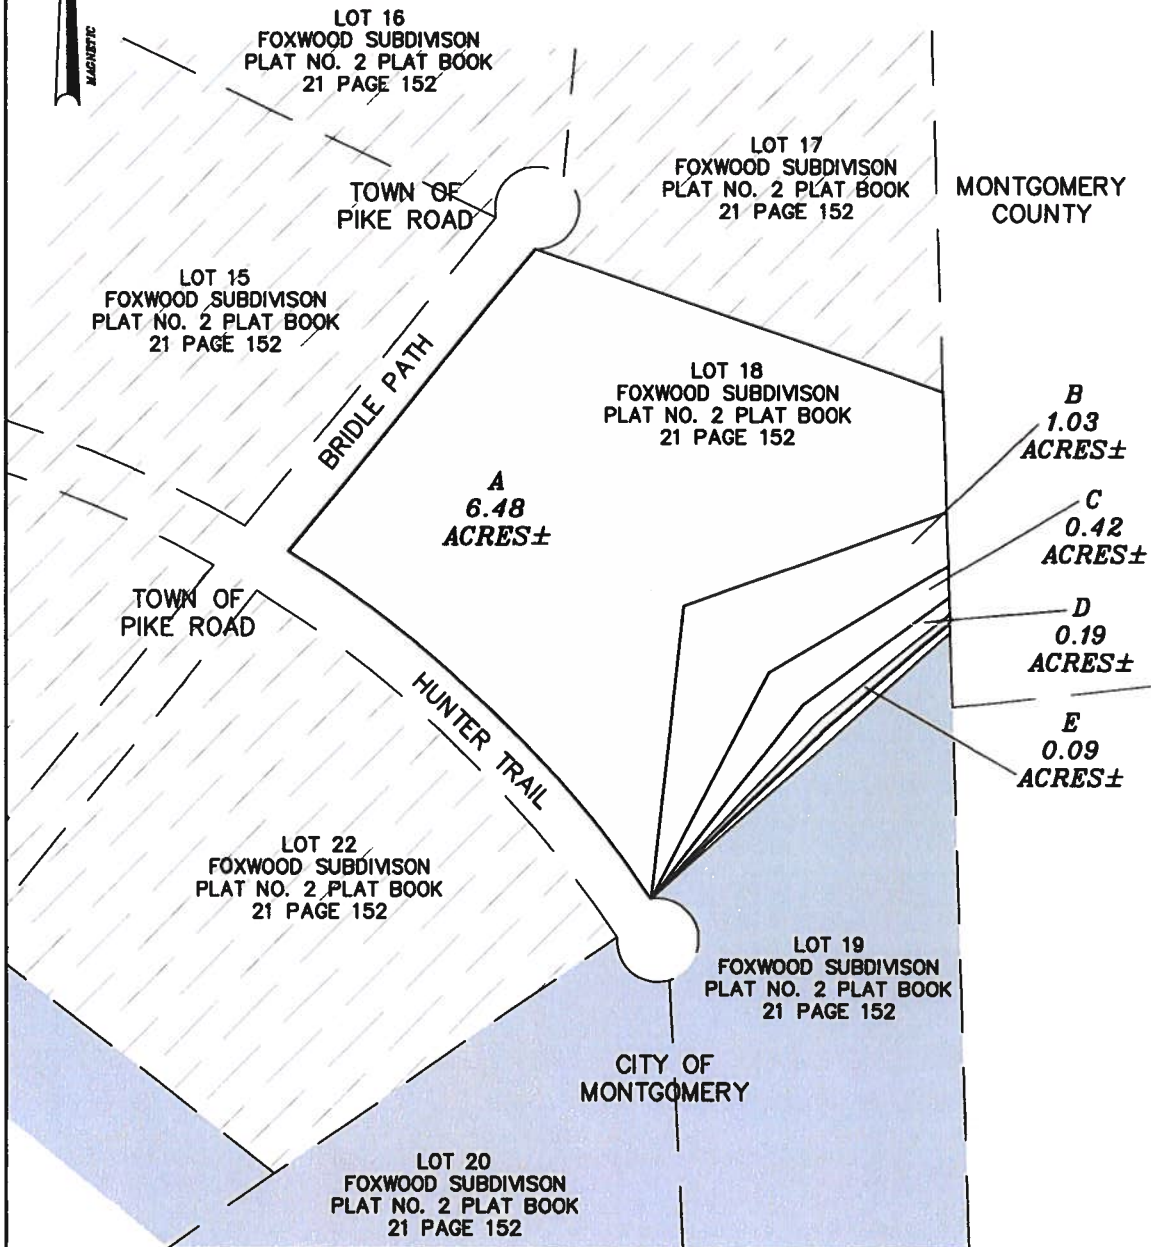 MAGNETIC
LOT 16
FOXWOOD SUBDIVISON
PLAT NO. 2 PLAT BOOK
21 PAGE 152
LOT 17
FOXWOOD SUBDIVISON
PLAT NO. 2 PLAT BOOK
21 PAGE 152
MONTGOMERY
COUNTY
TOWN OF
PIKE ROAD
LOT 15
FOXWOOD SUBDIVISON
PLAT NO. 2 PLAT BOOK
21 PAGE 152
BRIDLE PATH
LOT 18
FOXWOOD SUBDIVISON
PLAT NO. 2 PLAT BOOK
21 PAGE 152
A
6.48
ACRES±
B
1.03
ACRES±
C
0.42
ACRES±
D
0.19
ACRES±
E
0.09
ACRES±
TOWN OF
PIKE ROAD
HUNTER TRAIL
LOT 22
FOXWOOD SUBDIVISON
PLAT NO. 2 PLAT BOOK
21 PAGE 152
LOT 19
FOXWOOD SUBDIVISON
PLAT NO. 2 PLAT BOOK
21 PAGE 152
CITY OF
MONTGOMERY
LOT 20
FOXWOOD SUBDIVISON
PLAT NO. 2 PLAT BOOK
21 PAGE 152